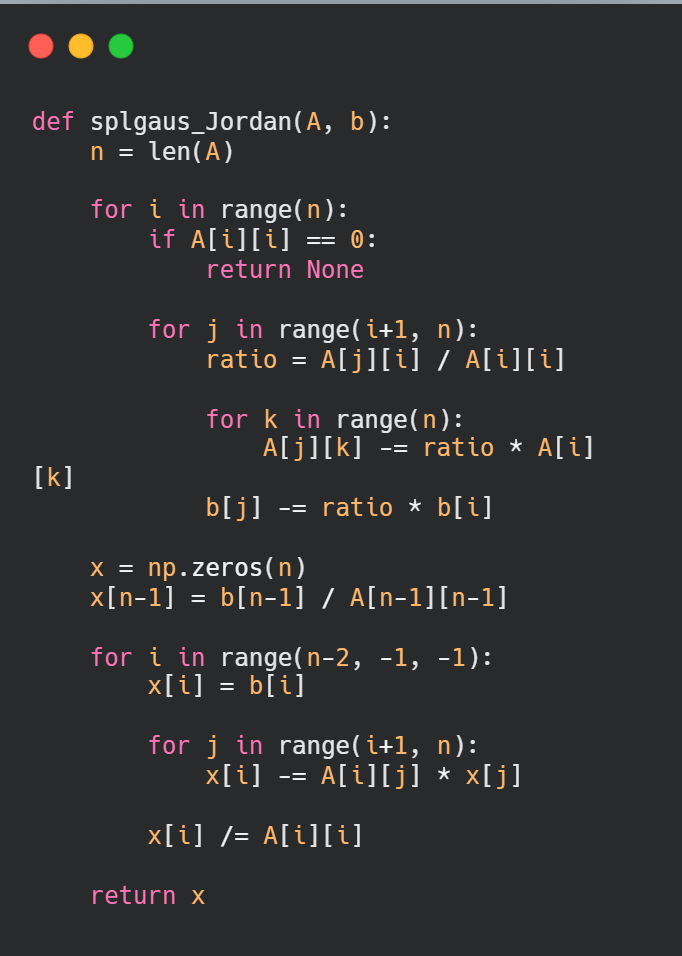 def splgaus_Jordan(A, b):
    n = len(A)

    for i in range(n):
        if A[i][i] == 0:
            return None

        for j in range(i+1, n):
            ratio = A[j][i] / A[i][i]

            for k in range(n):
                A[j][k] -= ratio * A[i]
[k]
            b[j] -= ratio * b[i]

    x = np.zeros(n)
    x[n-1] = b[n-1] / A[n-1][n-1]

    for i in range(n-2, -1, -1):
        x[i] = b[i]

        for j in range(i+1, n):
            x[i] -= A[i][j] * x[j]

        x[i] /= A[i][i]

    return x